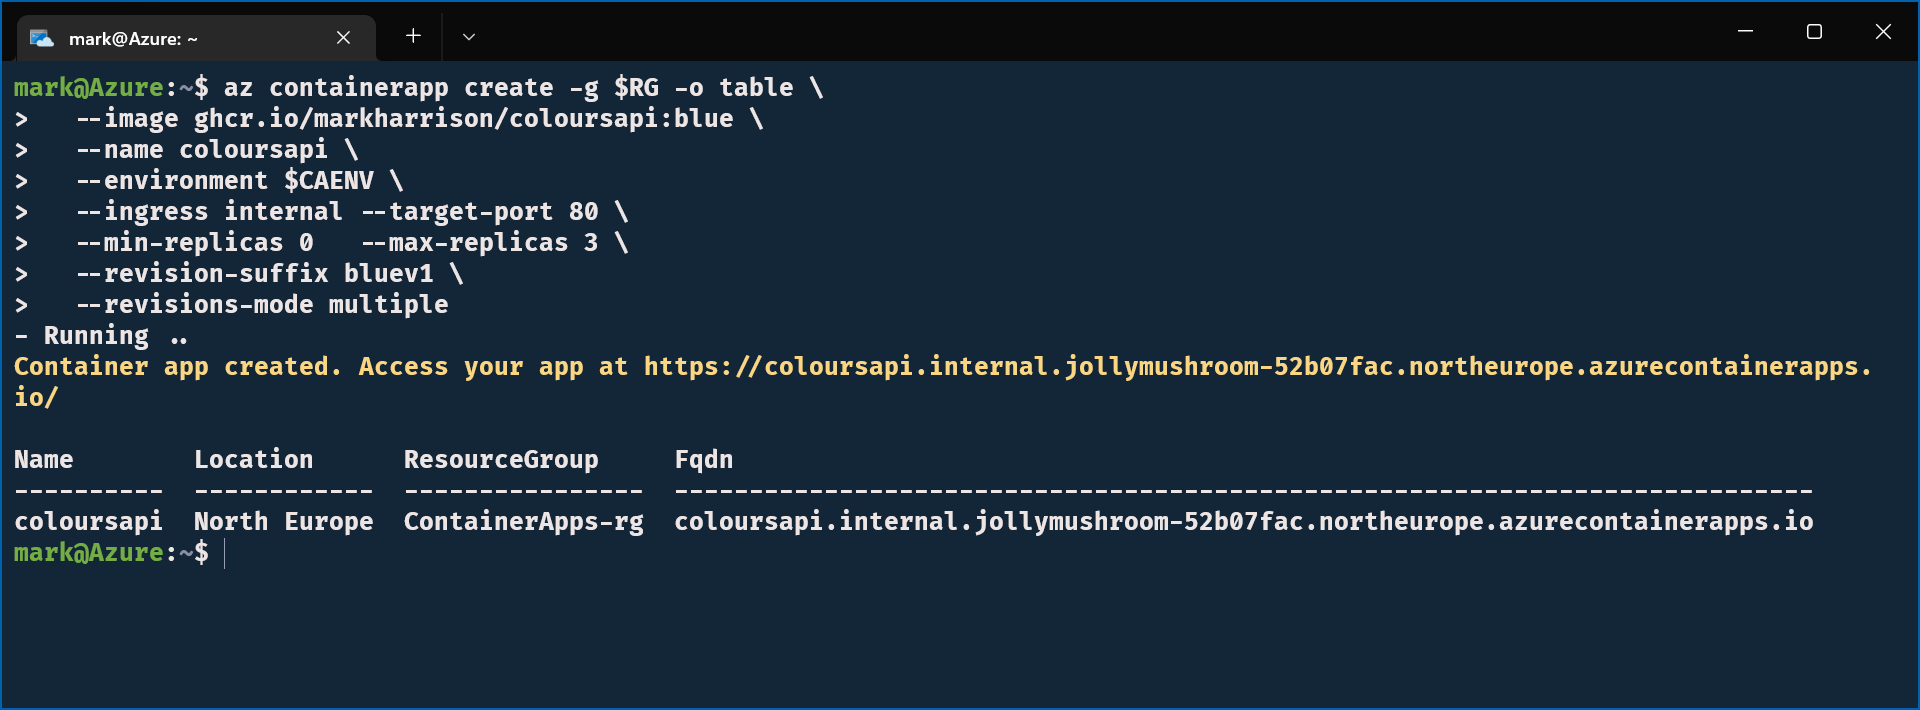 mark@Azure: ~
mark@Azure:~$ az containerapp create -g $RG -o table \
>   --image ghcr.io/markharrison/coloursapi:blue \
>   --name coloursapi \
>   --environment $CAENV \
>   --ingress internal --target-port 80 \
>   --min-replicas 0   --max-replicas 3 \
>   --revision-suffix bluev1 \
>   --revisions-mode multiple
- Running ..
Container app created. Access your app at https://coloursapi.internal.jollymushroom-52b07fac.northeurope.azurecontainerapps.
io/
Name        Location      ResourceGroup     Fqdn
----------  ------------  ----------------  ----------------------------------------------------------------------------
coloursapi  North Europe  ContainerApps-rg  coloursapi.internal.jollymushroom-52b07fac.northeurope.azurecontainerapps.io
mark@Azure:~$